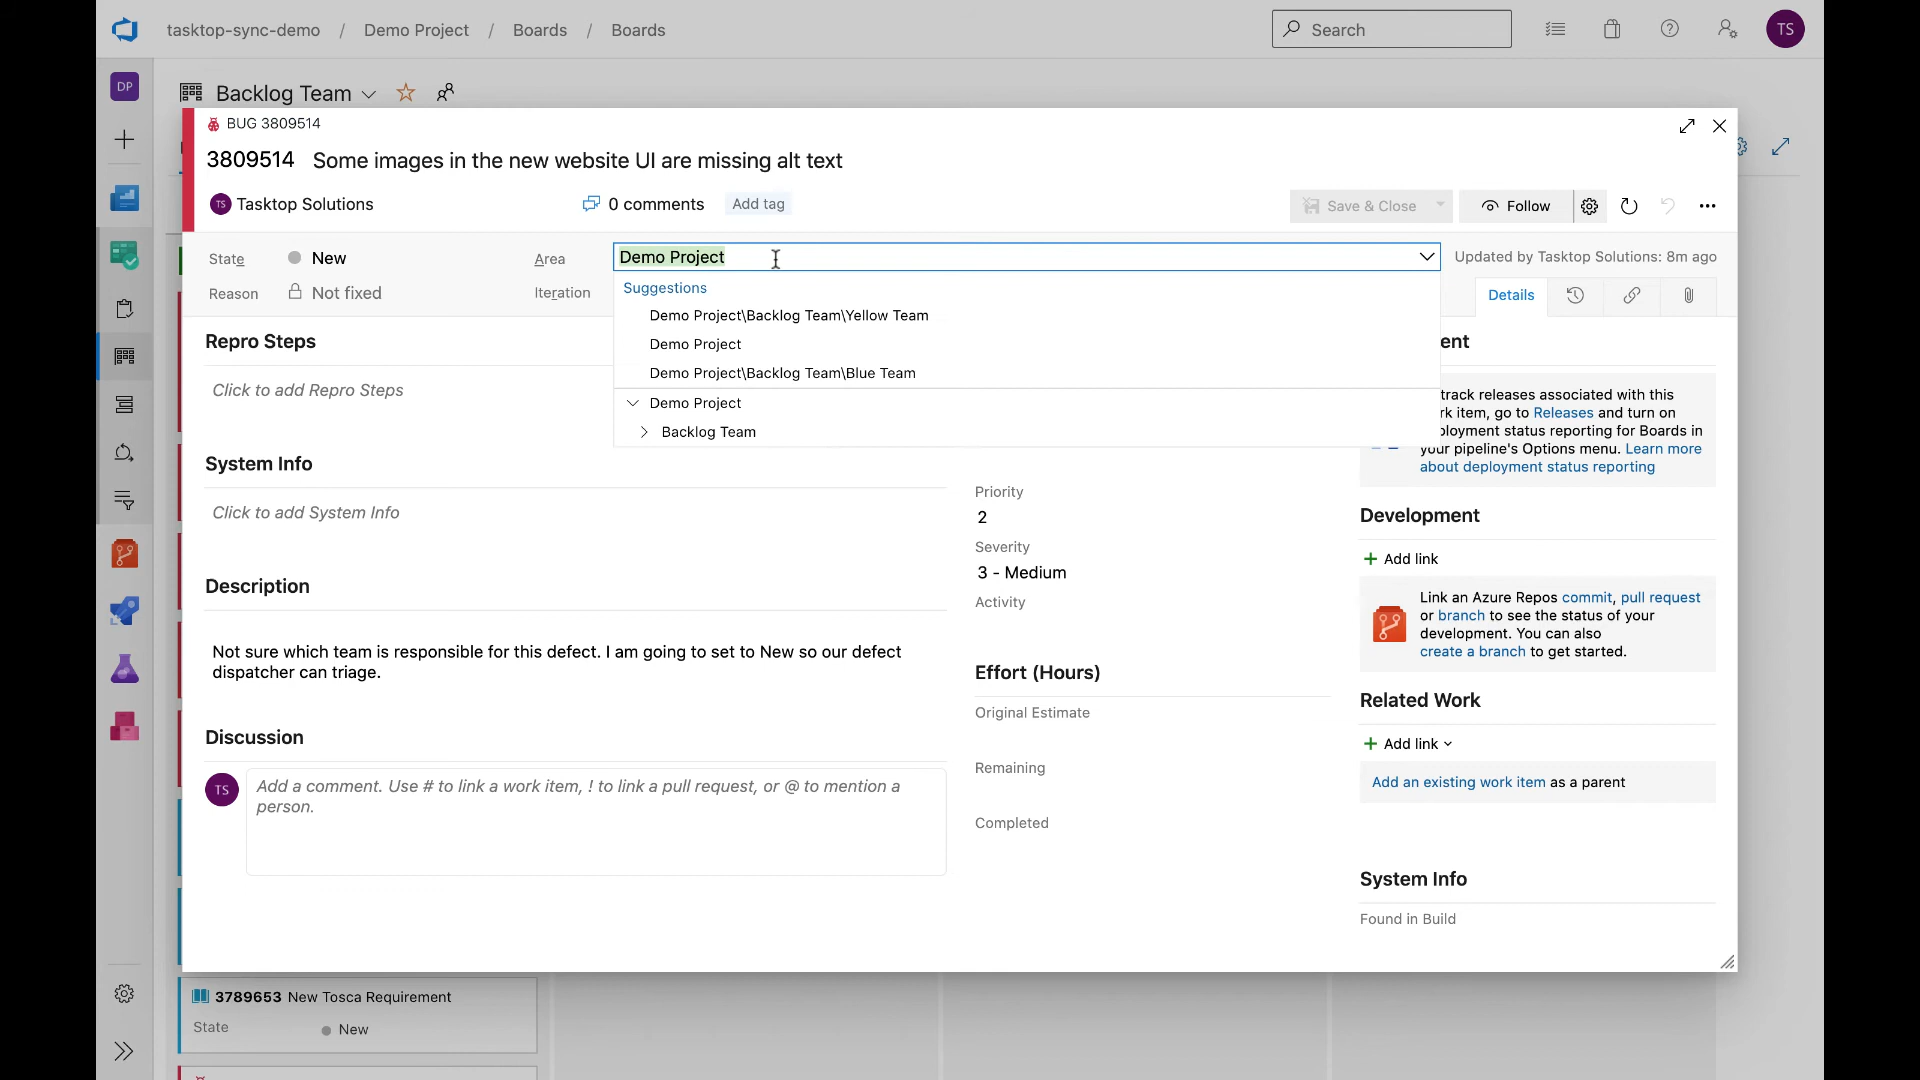 tasktop-sync-demo / Demo Project / Boards / Boards
Search
TS
DP
Backlog Team
BUG 3809514
3809514 Some images in the new website UI are missing alt text
TS Tasktop Solutions
0 comments
Add tag
Save & Close
Follow
State
New
Area
Demo Project
Updated by Tasktop Solutions: 8m ago
Reason
Not fixed
Iteration
Suggestions
Demo Project\Backlog Team\Yellow Team
Demo Project
Demo Project\Backlog Team\Blue Team
Demo Project
Backlog Team
Details
Repro Steps
Click to add Repro Steps
System Info
Click to add System Info
Description
Not sure which team is responsible for this defect. I am going to set to New so our defect
dispatcher can triage.
Discussion
TS
Add a comment. Use # to link a work item, ! to link a pull request, or @ to mention a
person.
Priority
2
Severity
3 - Medium
Activity
Effort (Hours)
Original Estimate
Remaining
Completed
ent
track releases associated with this
rk item, go to Releases and turn on
ployment status reporting for Boards in
your pipeline's Options menu. Learn more
about deployment status reporting
Development
Add link
Link an Azure Repos commit, pull request
or branch to see the status of your
development. You can also
create a branch to get started.
Related Work
Add link
Add an existing work item as a parent
System Info
Found in Build
3789653 New Tosca Requirement
State
New